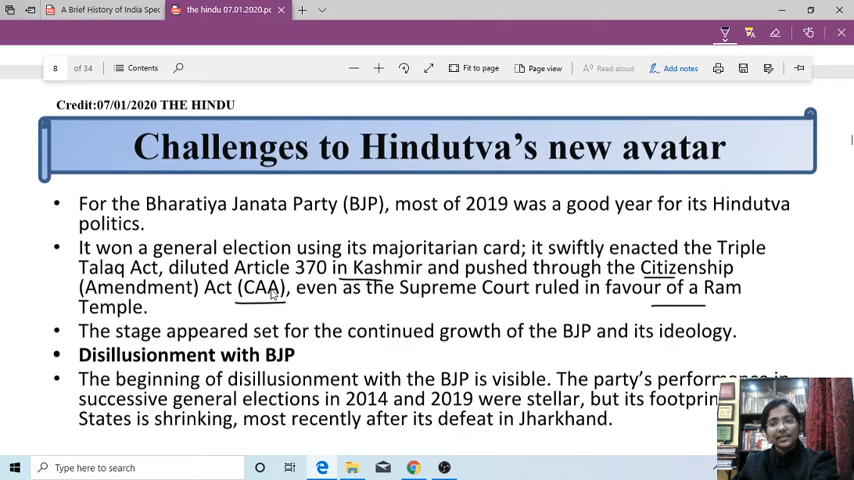 A Brief History of India Spec
the hindu 07.01.2020.pc
8 of 34
Contents
Fit to page
Page view
Read aloud
Add notes
Credit:07/01/2020 THE HINDU
Challenges to Hindutva's new avatar
• For the Bharatiya Janata Party (BJP), most of 2019 was a good year for its Hindutva
politics.
• It won a general election using its majoritarian card; it swiftly enacted the Triple
Talaq Act, diluted Article 370 in Kashmir and pushed through the Citizenship
(Amendment) Act (CAA), even as the Supreme Court ruled in favour of a Ram
Temple.
• The stage appeared set for the continued growth of the BJP and its ideology.
• Disillusionment with BJP
• The beginning of disillusionment with the BJP is visible. The party's performance in
successive general elections in 2014 and 2019 were stellar, but its footprin
States is shrinking, most recently after its defeat in Jharkhand.
Type here to search